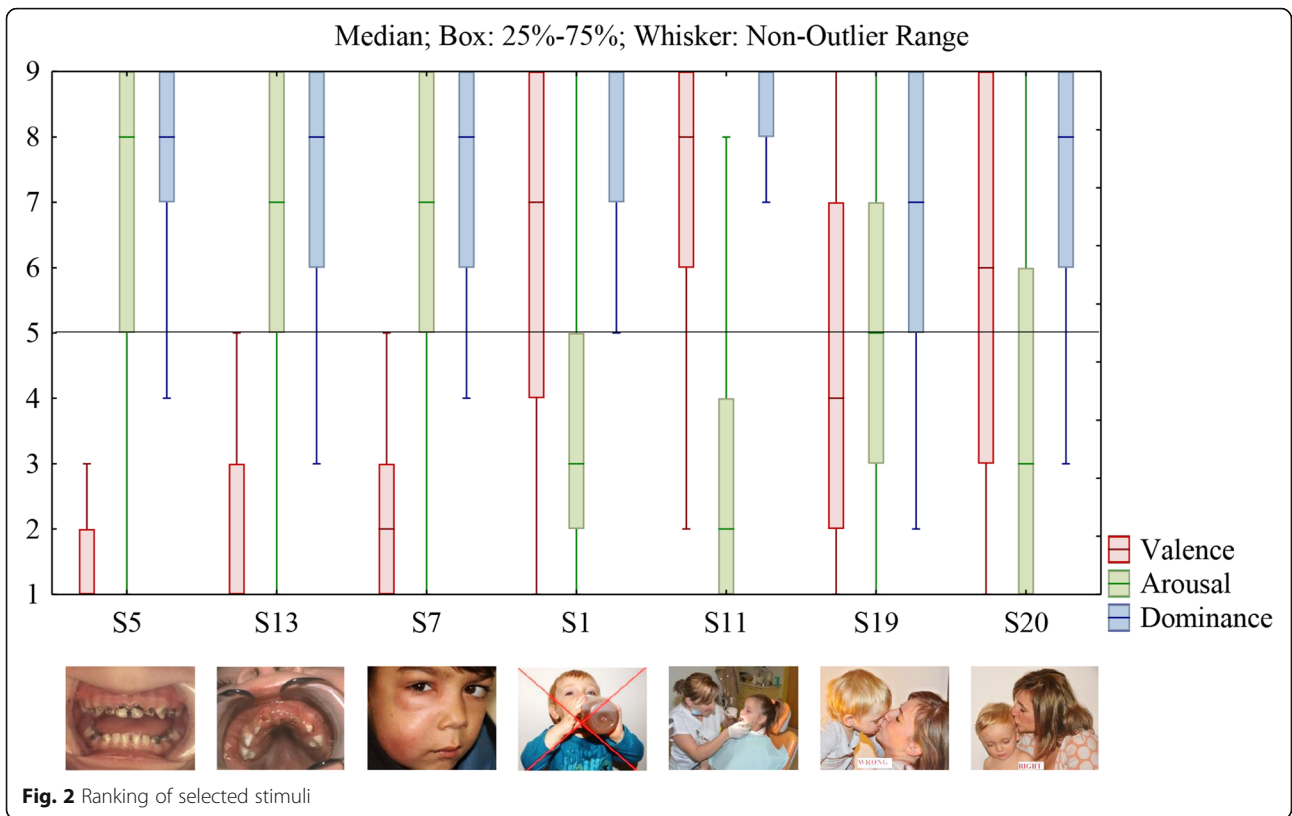 Median; Box: 25%-75%; Whisker: Non-Outlier Range
9
8
7
6
5
4
3
2
1
S5 S13 S7 S1 S11 S19 S20
Valence
Arousal
Dominance
WRONG
RIGHT
Fig. 2 Ranking of selected stimuli